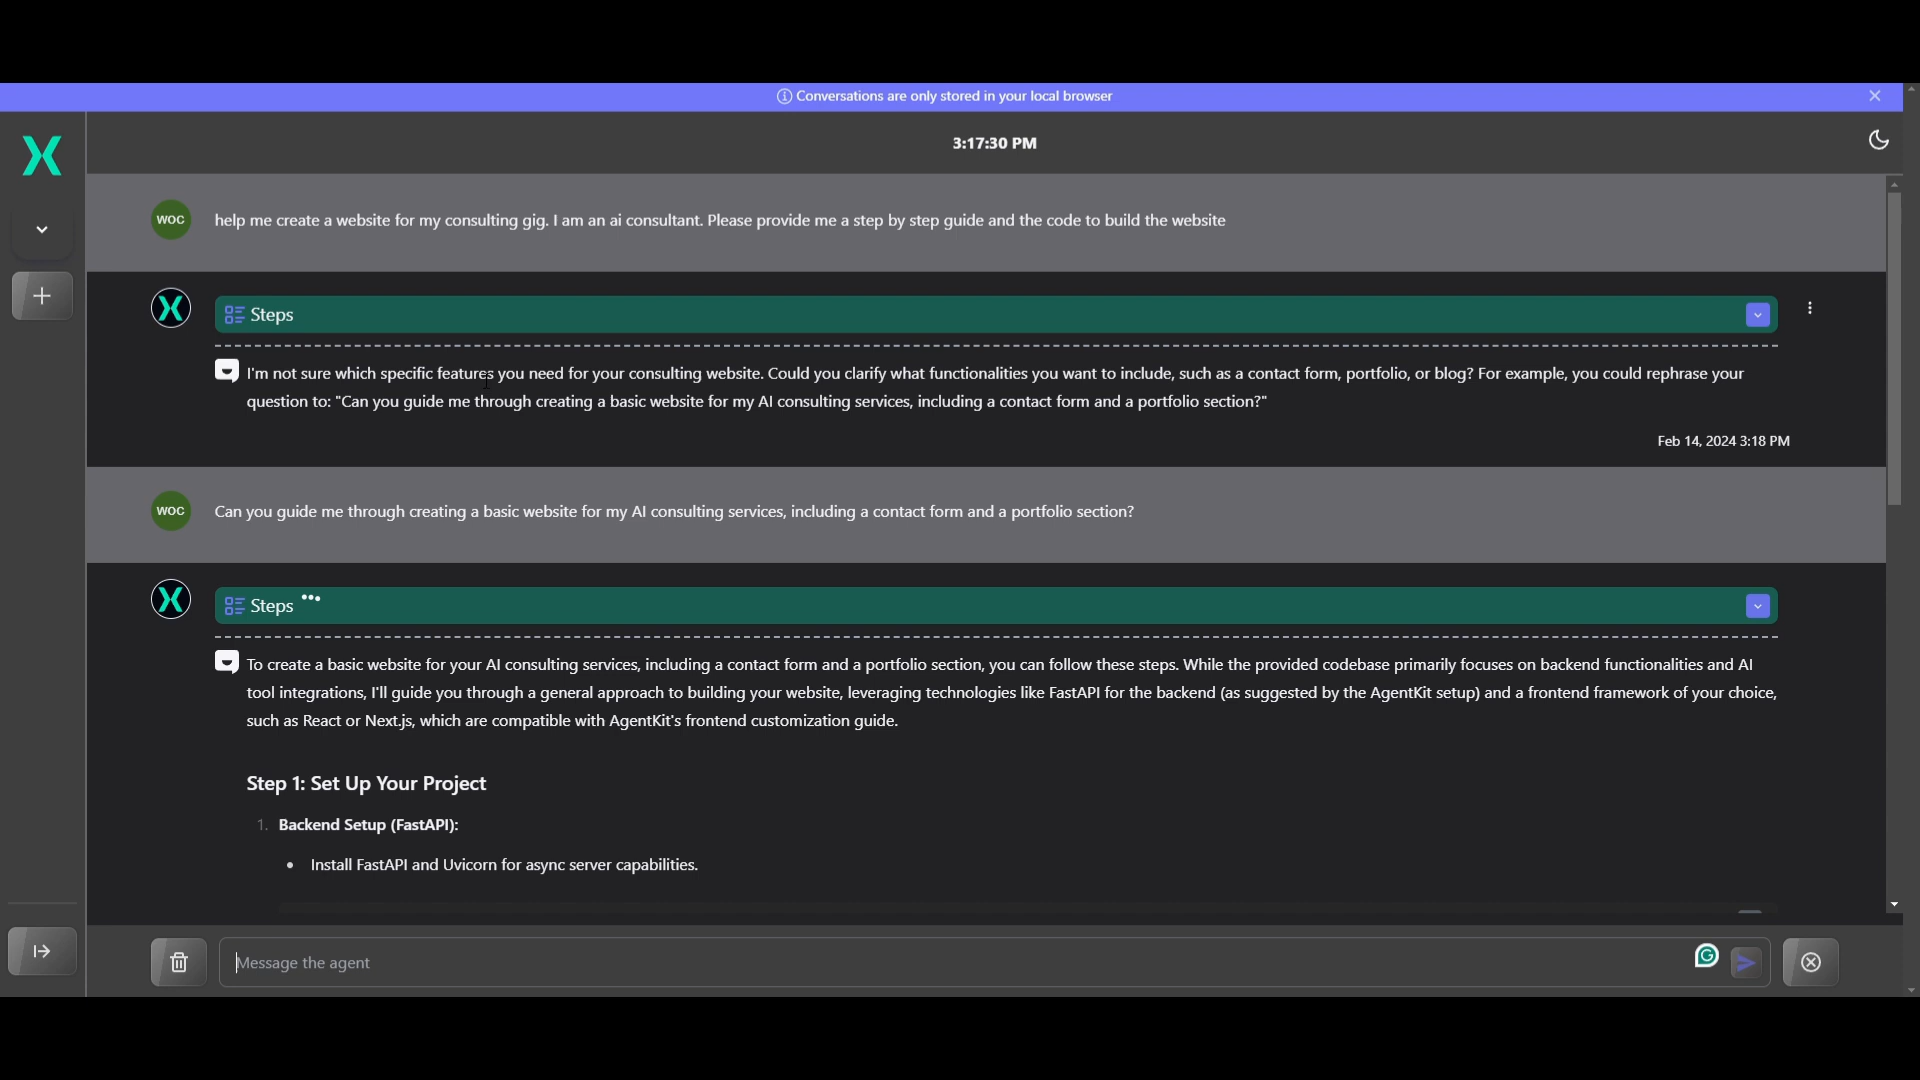 Conversations are only stored in your local browser
3:17:30 PM
WOC
help me create a website for my consulting gig. I am an ai consultant. Please provide me a step by step guide and the code to build the website
Steps
I'm not sure which specific features you need for your consulting website. Could you clarify what functionalities you want to include, such as a contact form, portfolio, or blog? For example, you could rephrase your
question to: "Can you guide me through creating a basic website for my AI consulting services, including a contact form and a portfolio section?"
Feb 14, 2024 3:18 PM
WOC
Can you guide me through creating a basic website for my AI consulting services, including a contact form and a portfolio section?
Steps
To create a basic website for your AI consulting services, including a contact form and a portfolio section, you can follow these steps. While the provided codebase primarily focuses on backend functionalities and AI
tool integrations, I'll guide you through a general approach to building your website, leveraging technologies like FastAPI for the backend (as suggested by the AgentKit setup) and a frontend framework of your choice,
such as React or Next.js, which are compatible with AgentKit's frontend customization guide.
Step 1: Set Up Your Project
1. Backend Setup (FastAPI):
• Install FastAPI and Uvicorn for async server capabilities.
Message the agent